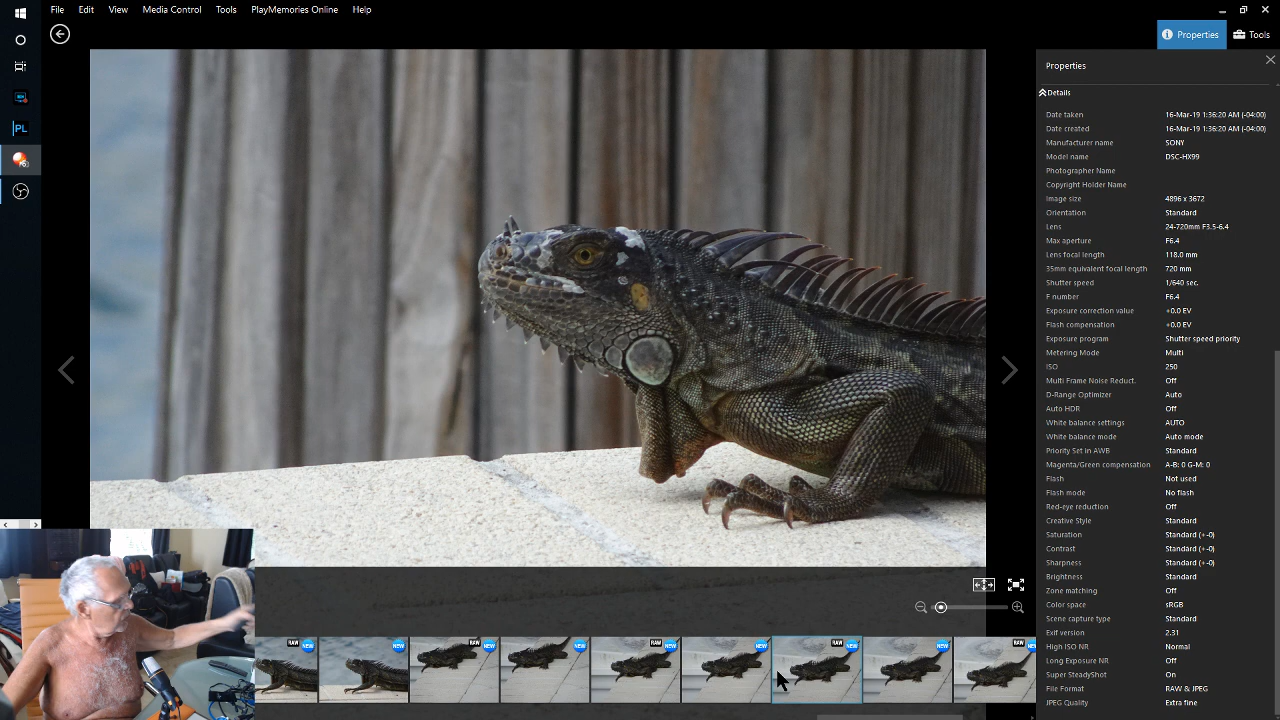 File Edit View Media Control Tools PlayMemories Online Help
Properties Tools
Properties
Details
Date taken 16-Mar-19 1:36:20 AM (-04:00)
Date created 16-Mar-19 1:36:20 AM (-04:00)
Manufacturer name SONY
Model name DSC-HX99
Photographer Name
Copyright Holder Name
Image size 4896 x 3672
Orientation Standard
Lens 24-720mm F3.5-6.4
Max aperture F6.4
Lens focal length 118.0 mm
35mm equivalent focal length 720 mm
Shutter speed 1/640 sec.
F number F6.4
Exposure correction value +0.0 EV
Flash compensation +0.0 EV
Exposure program Shutter speed priority
Metering Mode Multi
ISO 250
Multi Frame Noise Reduct. Off
D-Range Optimizer Auto
Auto HDR Off
White balance settings AUTO
White balance mode Auto mode
Priority Set in AWB Standard
Magenta/Green compensation A-B: 0 G-M: 0
Flash Not used
Flash mode No flash
Red-eye reduction Off
Creative Style Standard
Saturation Standard (+-0)
Contrast Standard (+-0)
Sharpness Standard (+-0)
Brightness Standard
Zone matching Off
Color space sRGB
Scene capture type Standard
Exif version 2.31
High ISO NR Normal
Long Exposure NR Off
Super SteadyShot On
File Format RAW & JPEG
JPEG Quality Extra fine
PL
RAW NEW NEW RAW NEW NEW RAW NEW NEW RAW NEW NEW RAW NEW